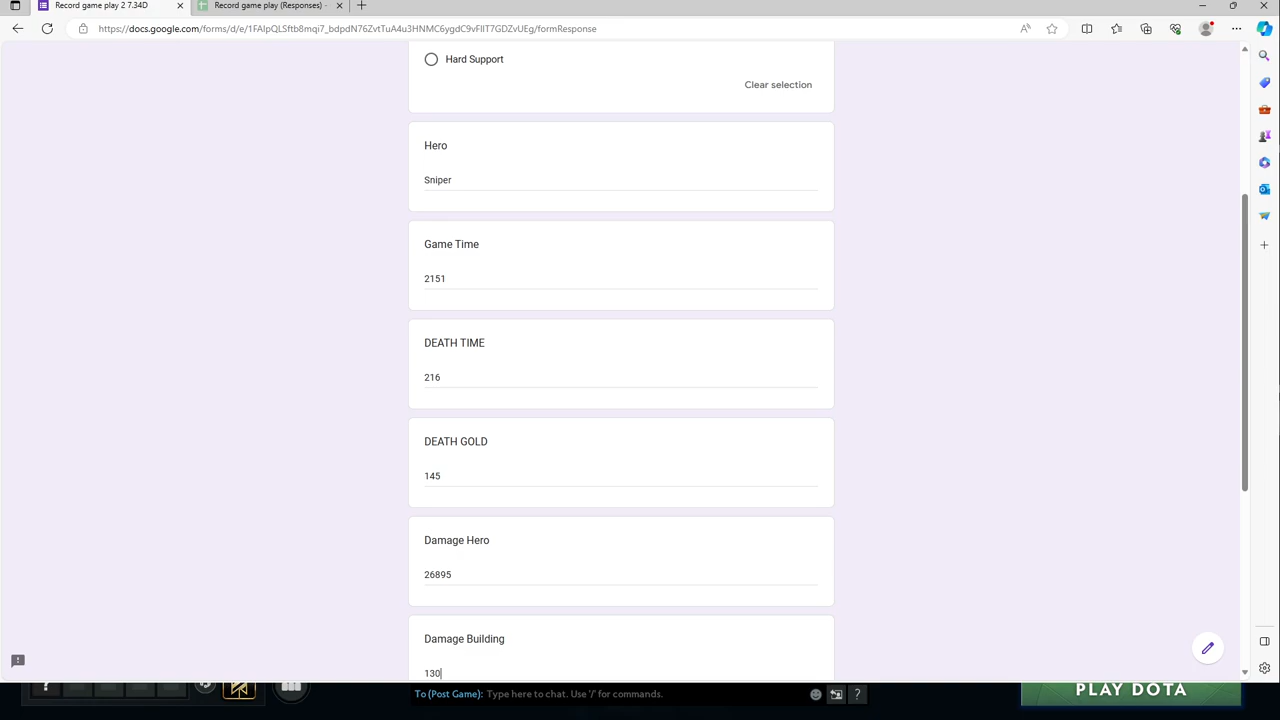 Record game play 2 7.34D
Record game play (Responses) -
https://docs.google.com/forms/d/e/1FAIpQLSftb8mqi7_bdpdN76ZvtTuA4u3HNMC6ygdC9vFIIT7GDZvUEg/formResponse
Hard Support
Clear selection
Hero
Sniper
Game Time
2151
DEATH TIME
216
DEATH GOLD
145
Damage Hero
26895
Damage Building
130
To (Post Game): Type here to chat. Use '/' for commands.
?
PLAY DOTA